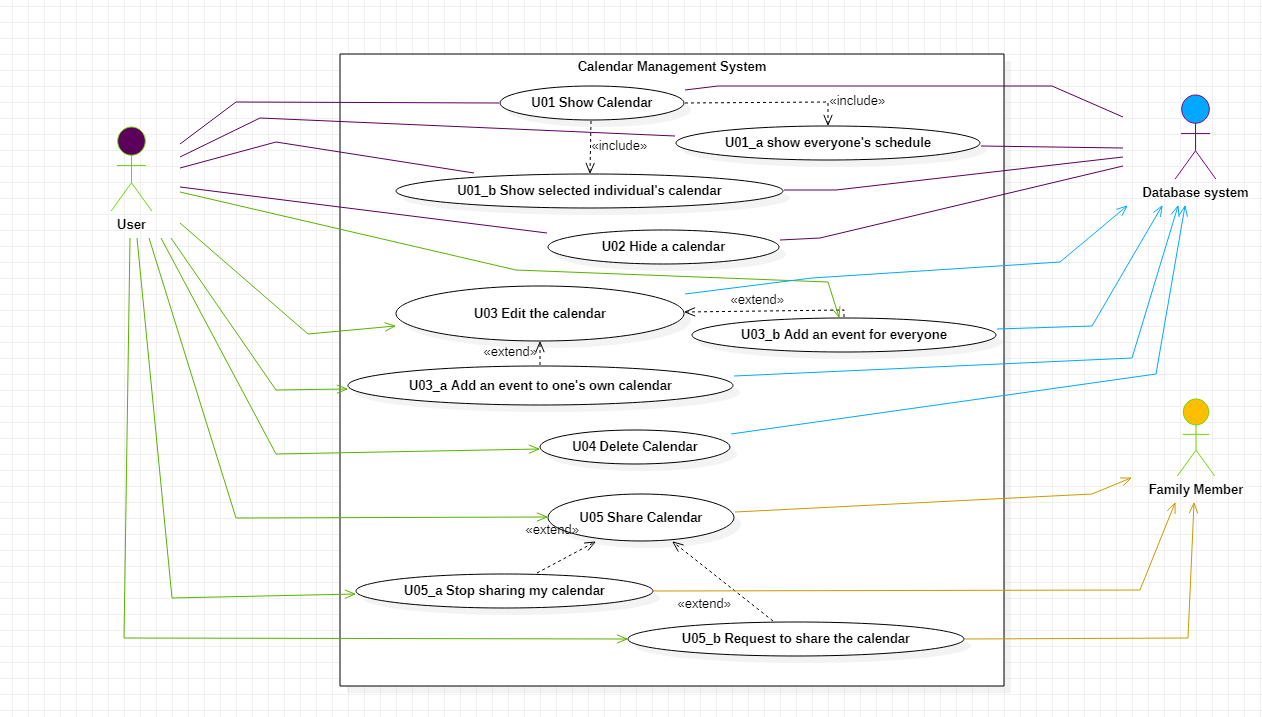 Calendar Management System
U01 Show Calendar
«include»
U01_a show everyone's schedule
«include»
U01_b Show selected individual's calendar
Database system
User
U02 Hide a calendar
«extend»
U03 Edit the calendar
U03_b Add an event for everyone
«extend»
U03_a Add an event to one's own calendar
U04 Delete Calendar
Family Member
U05 Share Calendar
«extend»
U05_a Stop sharing my calendar
«extend»
U05_b Request to share the calendar